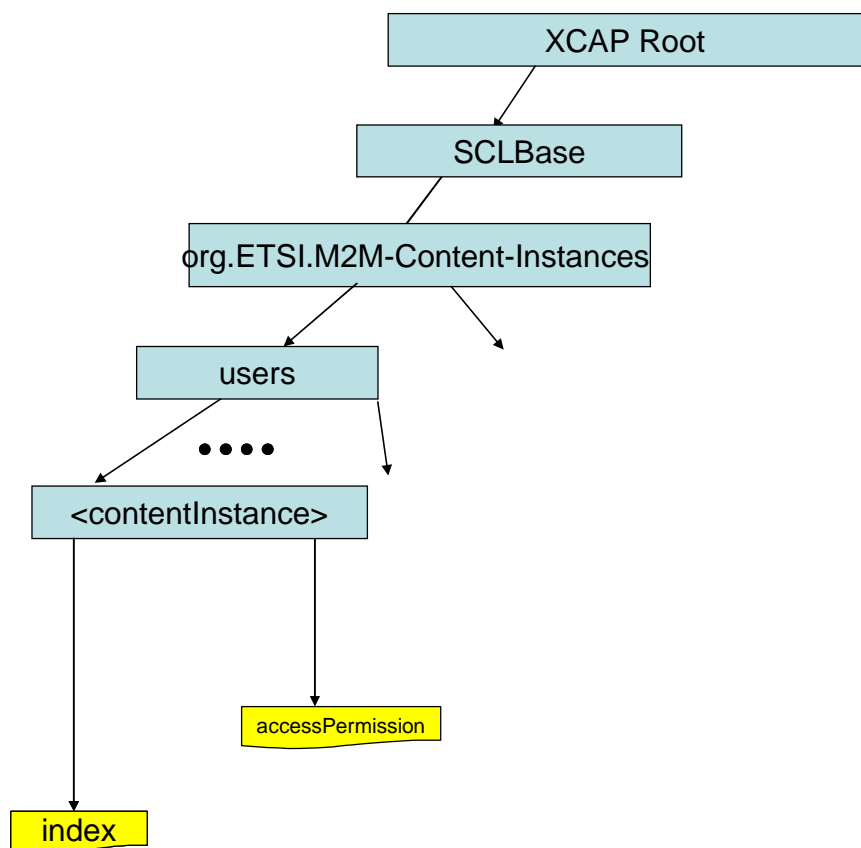 XCAP Root
SCLBase
org.ETSI.M2M-Content-Instances
users
<contentInstance>
accessPermission
index